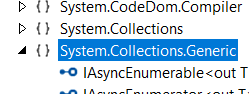 { } System.CodeDom.Compiler
{ } System.Collections
{ } System.Collections.Generic
IAsyncEnumerable<out T
IAsyncEnumerator<out T